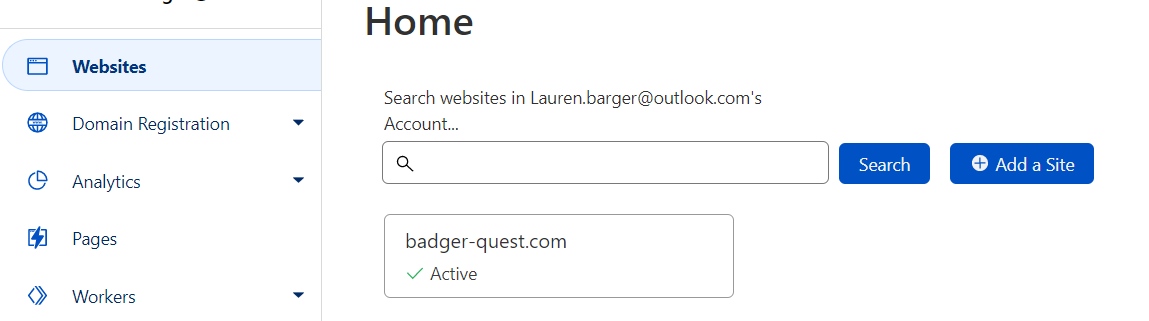 Home
Websites
Domain Registration
Analytics
Pages
Workers
Search websites in Lauren.barger@outlook.com's
Account...
Search
Add a Site
badger-quest.com
Active